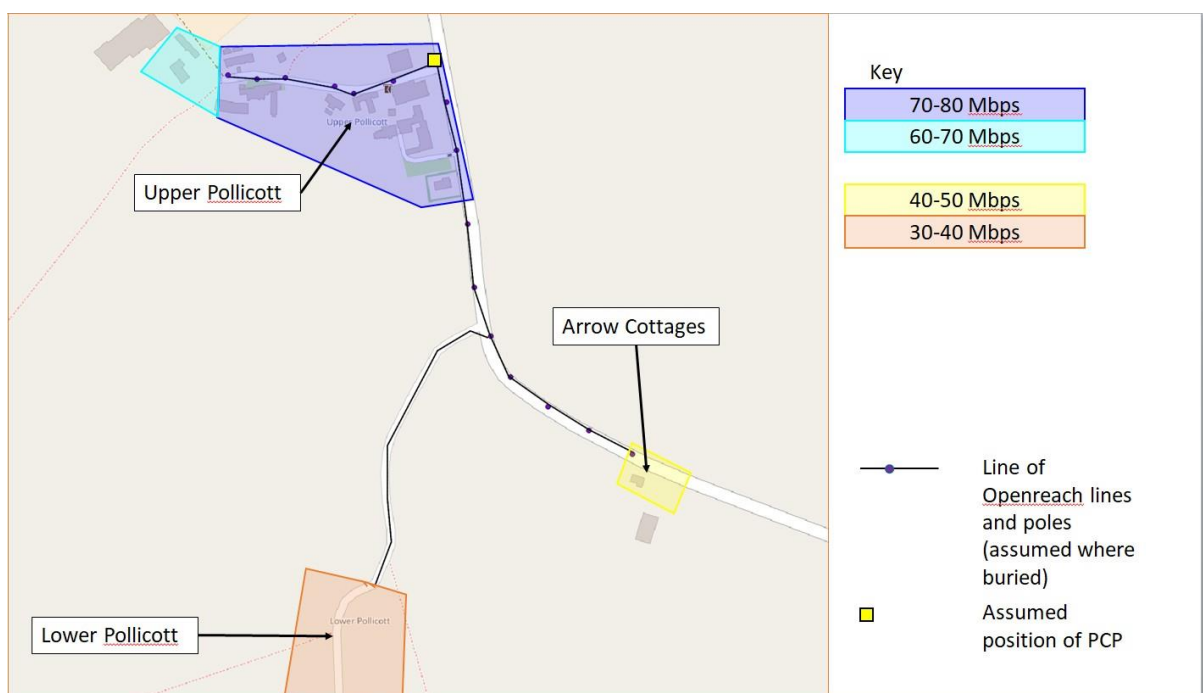 Upper Pollicott
Upper Pollicott
Arrow Cottages
Lower Pollicott
Lower Pollicott
Key
70-80 Mbps
60-70 Mbps
40-50 Mbps
30-40 Mbps
Line of
Openreach lines
and poles
(assumed where
buried)
Assumed
position of PCP